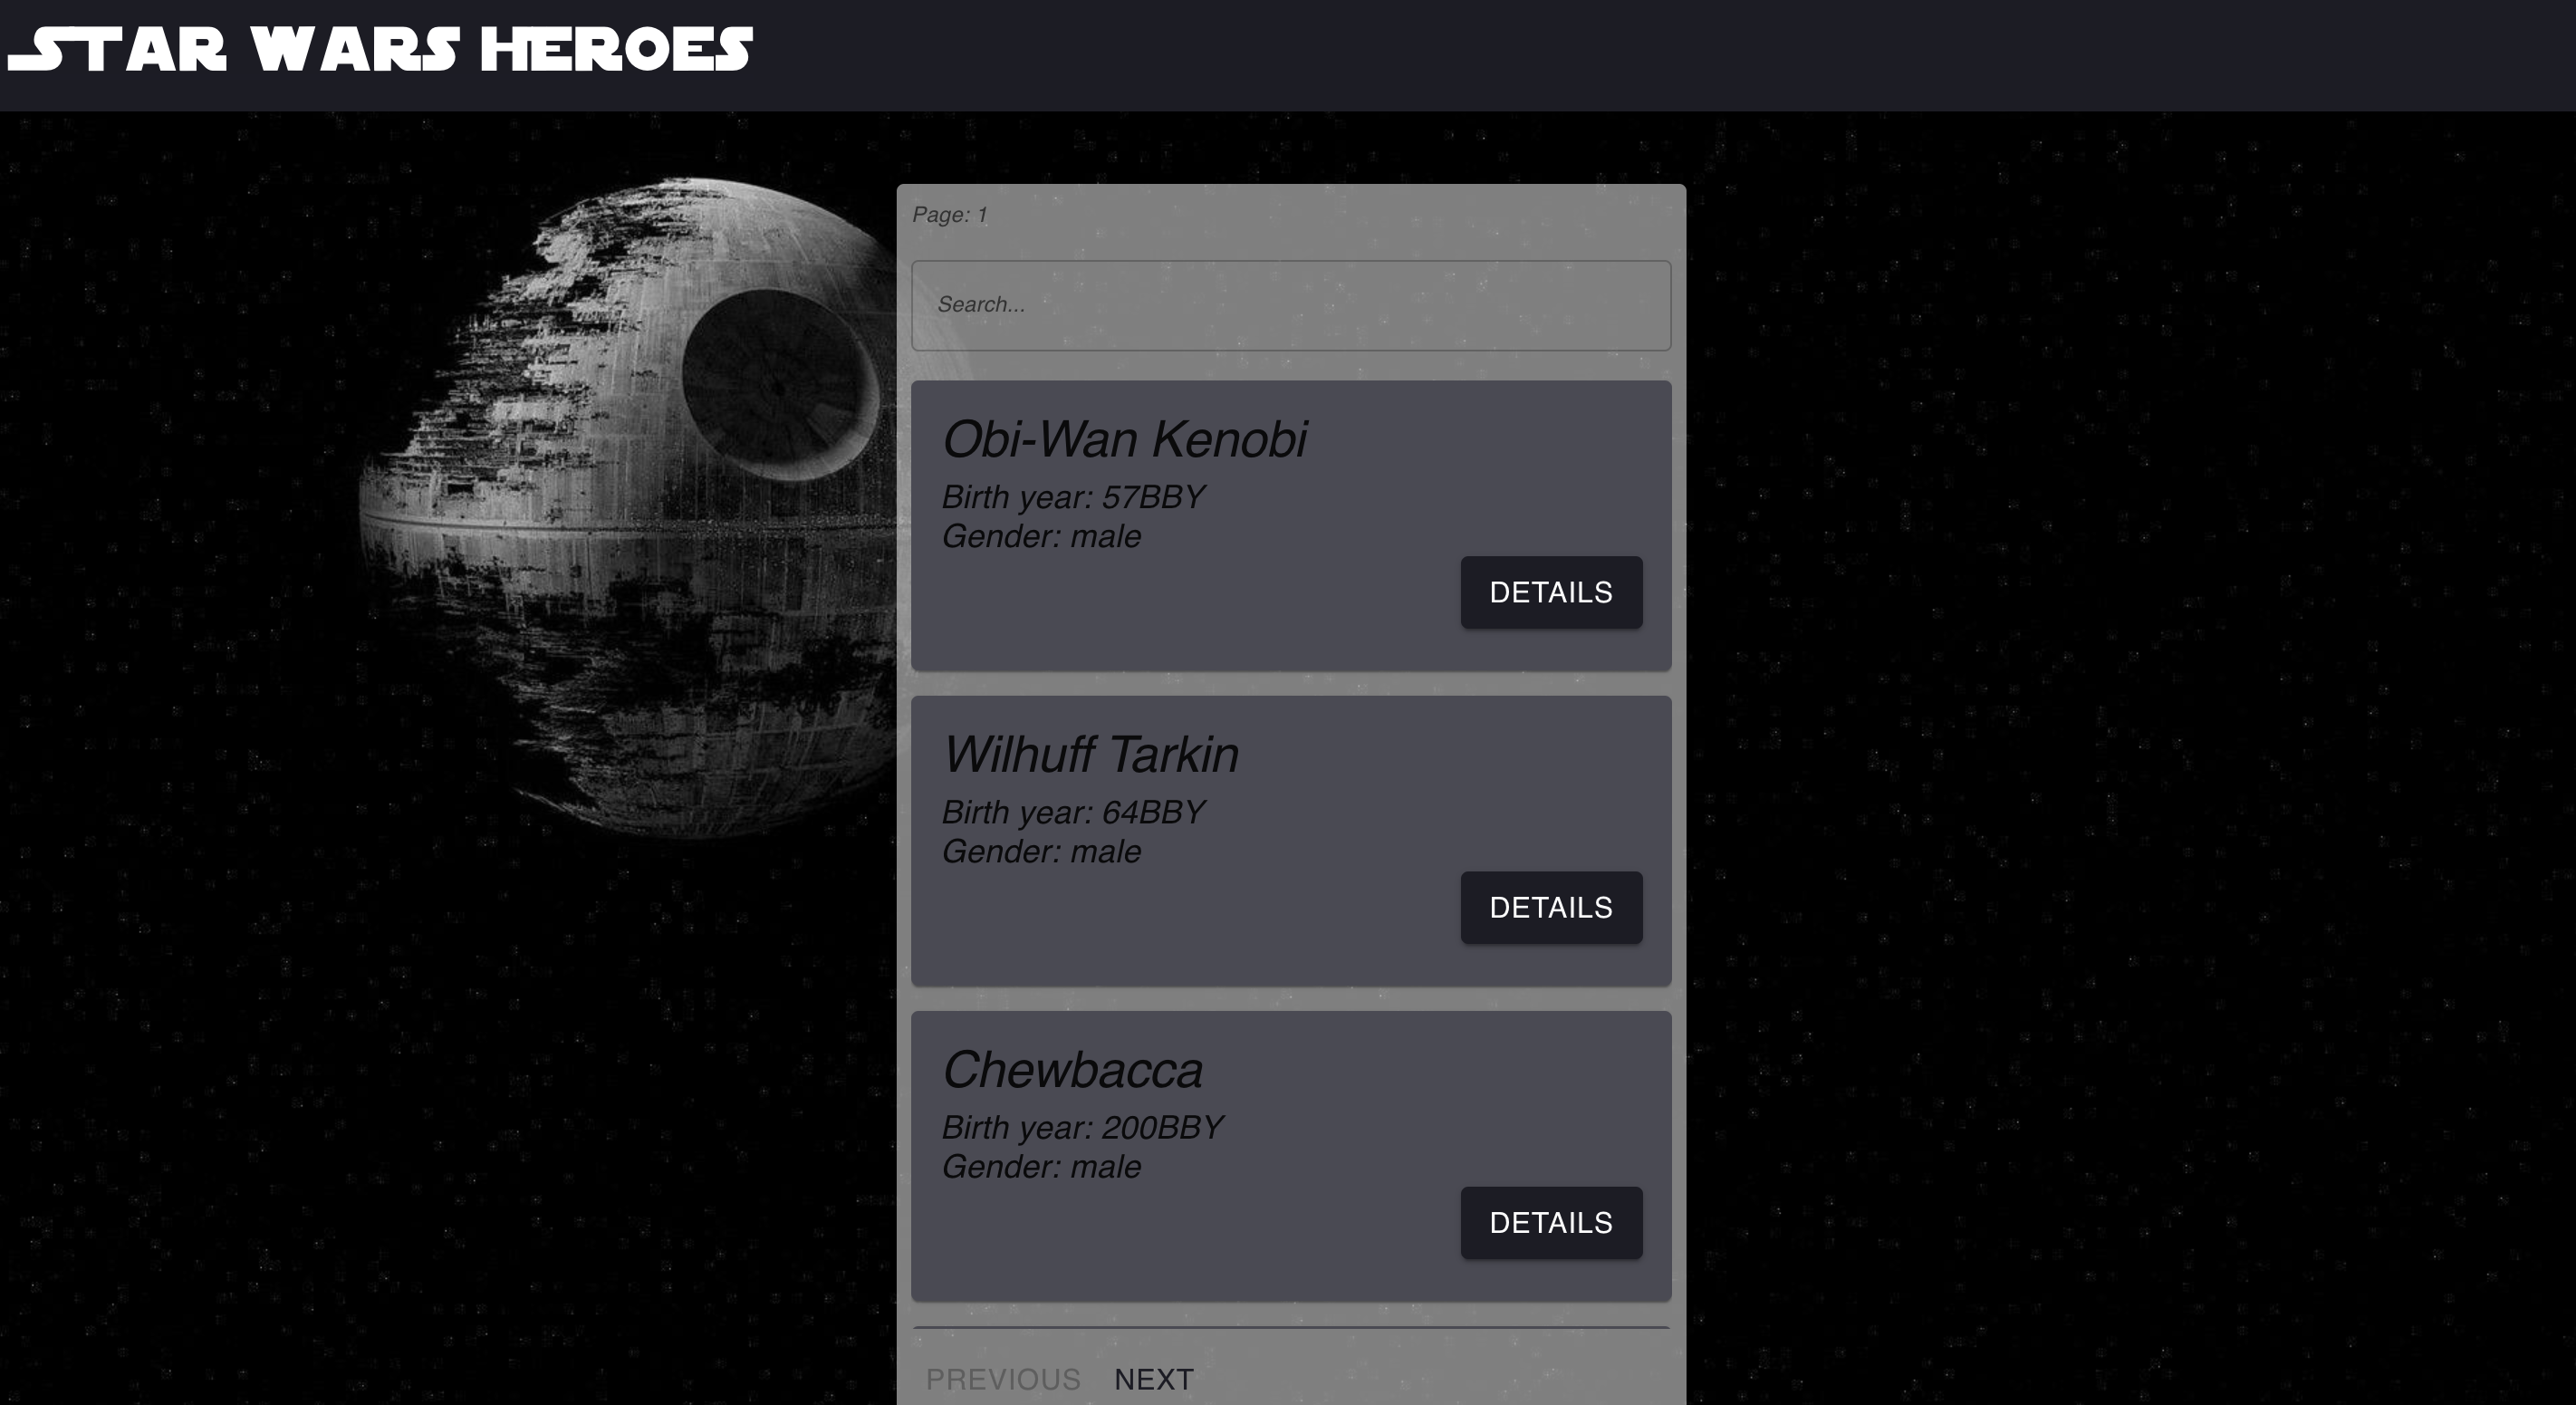 STAR WARS HEROES
Page: 1
Search...
Obi-Wan Kenobi
Birth year: 57BBY
Gender: male
DETAILS
Wilhuff Tarkin
Birth year: 64BBY
Gender: male
DETAILS
Chewbacca
Birth year: 200BBY
Gender: male
DETAILS
PREVIOUS NEXT